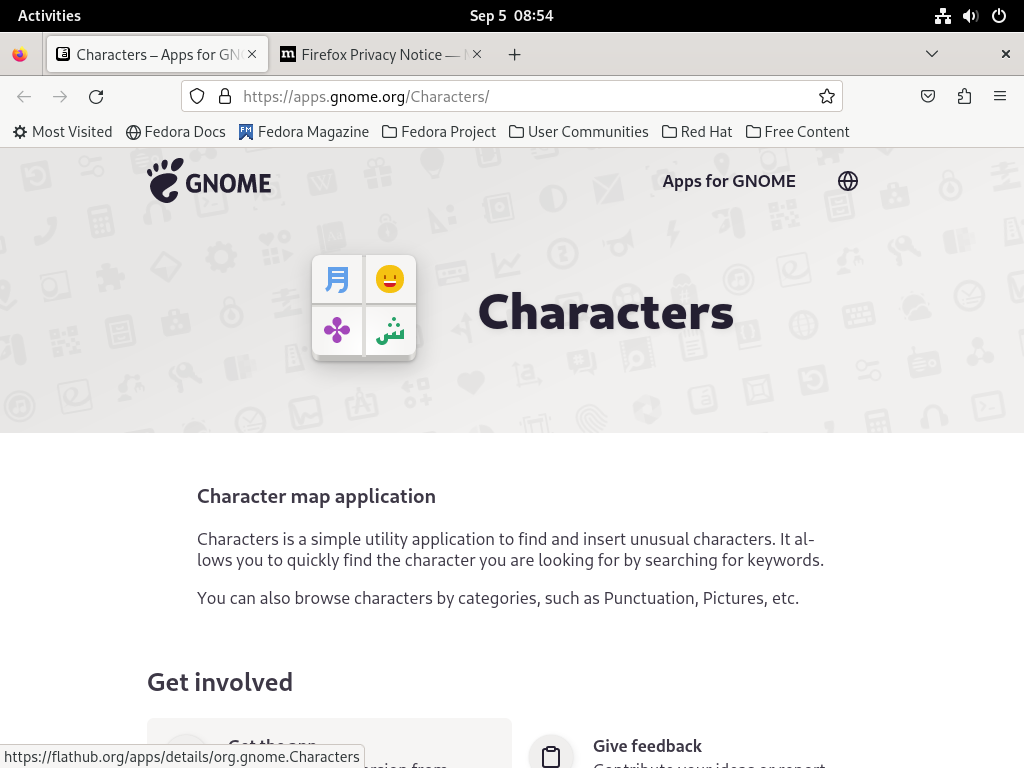 Activities
Sep 5 08:54
Characters – Apps for GN
Firefox Privacy Notice —
https://apps.gnome.org/Characters/
Most Visited
Fedora Docs
Fedora Magazine
Fedora Project
User Communities
Red Hat
Free Content
GNOME
Apps for GNOME
月
ش
Characters
Character map application
Characters is a simple utility application to find and insert unusual characters. It al-
lows you to quickly find the character you are looking for by searching for keywords.
You can also browse characters by categories, such as Punctuation, Pictures, etc.
Get involved
Get the app
Give feedback
https://flathub.org/apps/details/org.gnome.Characters